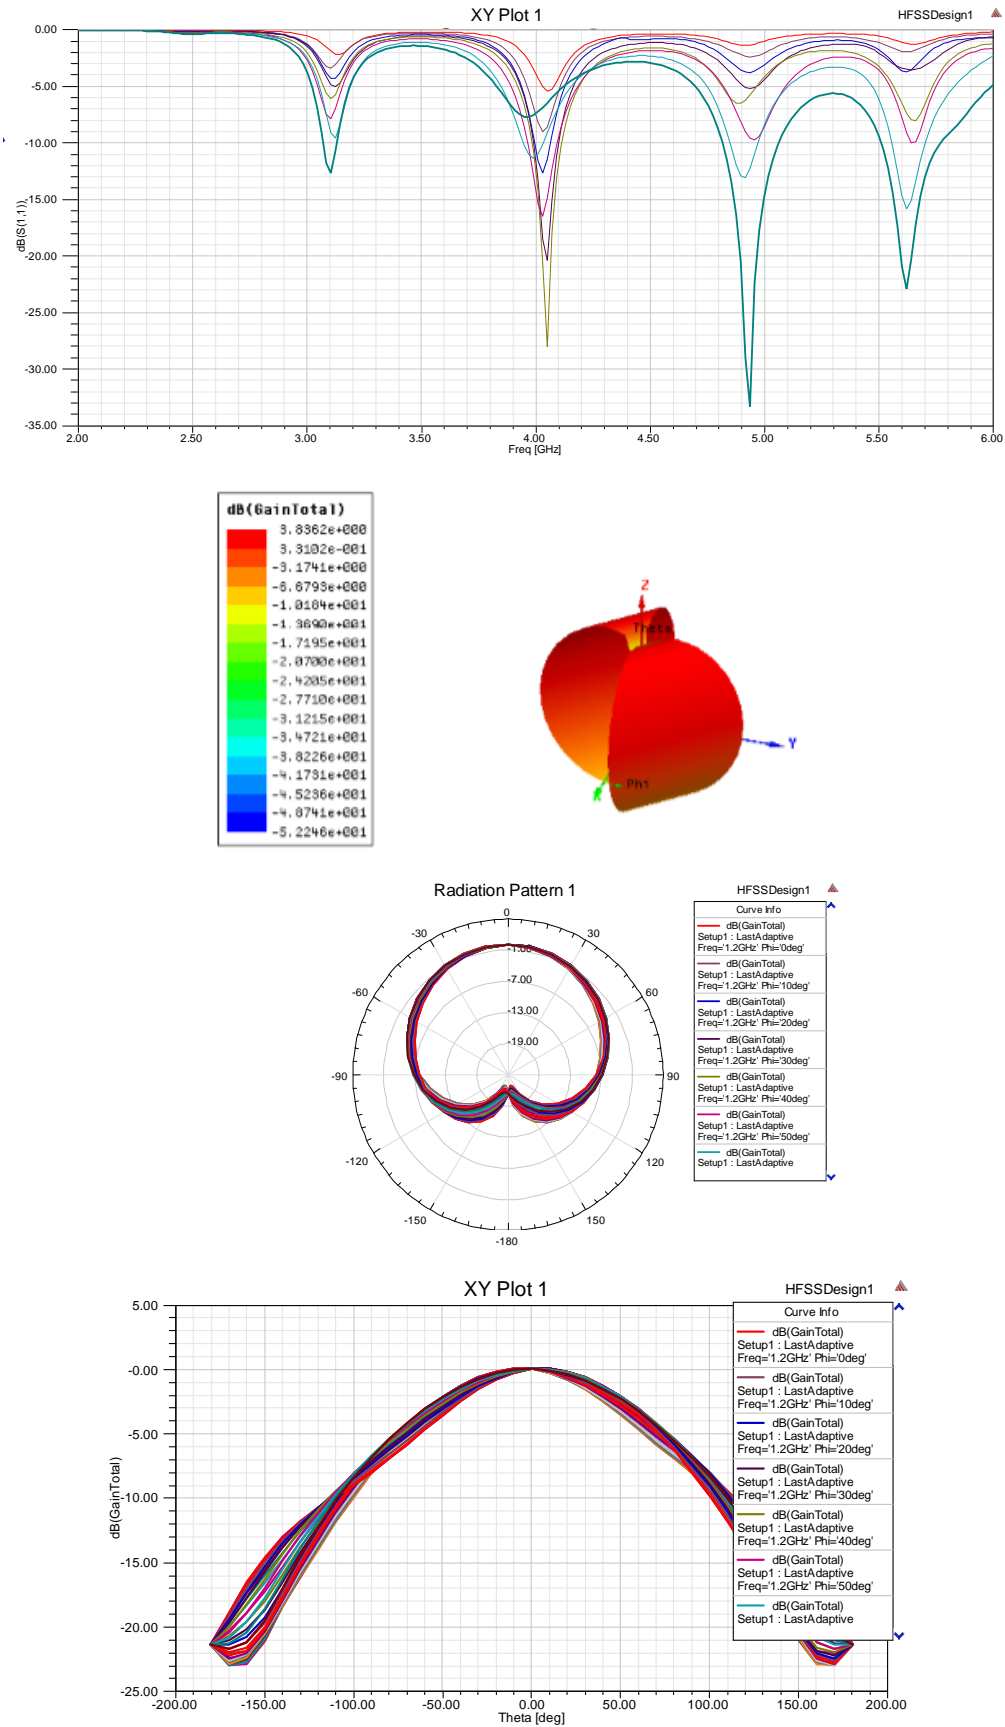 XY Plot 1
HFSSDesign1
0.00
-5.00
-10.00
-15.00
-20.00
-25.00
-30.00
-35.00
dB(S(1,1))
2.00 2.50 3.00 3.50 4.00 4.50 5.00 5.50 6.00
Freq [GHz]
dB(GainTotal)
3.8362e+000
3.3102e-001
-3.1741e+000
-6.6793e+000
-1.0184e+001
-1.3690e+001
-1.7195e+001
-2.0700e+001
-2.4205e+001
-2.7710e+001
-3.1215e+001
-3.4721e+001
-3.8226e+001
-4.1731e+001
-4.5236e+001
-4.8741e+001
-5.2246e+001
Z
Theta
Y
Phi
X
Radiation Pattern 1
HFSSDesign1
0
-30 30
-60 60
-90 90
-120 120
-150 150
-180
-1.00
-7.00
-13.00
-19.00
Curve Info
dB(GainTotal)
Setup1 : LastAdaptive
Freq='1.2GHz' Phi='0deg'
dB(GainTotal)
Setup1 : LastAdaptive
Freq='1.2GHz' Phi='10deg'
dB(GainTotal)
Setup1 : LastAdaptive
Freq='1.2GHz' Phi='20deg'
dB(GainTotal)
Setup1 : LastAdaptive
Freq='1.2GHz' Phi='30deg'
dB(GainTotal)
Setup1 : LastAdaptive
Freq='1.2GHz' Phi='40deg'
dB(GainTotal)
Setup1 : LastAdaptive
Freq='1.2GHz' Phi='50deg'
dB(GainTotal)
Setup1 : LastAdaptive
XY Plot 1
HFSSDesign1
5.00
-0.00
-5.00
-10.00
-15.00
-20.00
-25.00
dB(GainTotal)
-200.00 -150.00 -100.00 -50.00 0.00 50.00 100.00 150.00 200.00
Theta [deg]
Curve Info
dB(GainTotal)
Setup1 : LastAdaptive
Freq='1.2GHz' Phi='0deg'
dB(GainTotal)
Setup1 : LastAdaptive
Freq='1.2GHz' Phi='10deg'
dB(GainTotal)
Setup1 : LastAdaptive
Freq='1.2GHz' Phi='20deg'
dB(GainTotal)
Setup1 : LastAdaptive
Freq='1.2GHz' Phi='30deg'
dB(GainTotal)
Setup1 : LastAdaptive
Freq='1.2GHz' Phi='40deg'
dB(GainTotal)
Setup1 : LastAdaptive
Freq='1.2GHz' Phi='50deg'
dB(GainTotal)
Setup1 : LastAdaptive